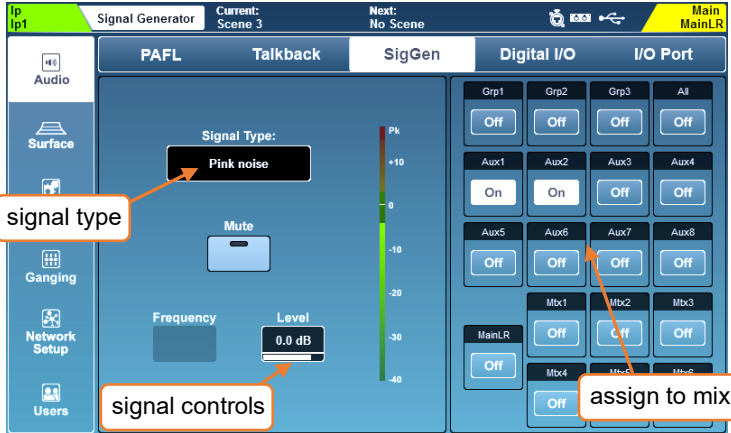 Ip
Ip1
Signal Generator
Current:
Scene 3
Next:
No Scene
Main
MainLR
Audio
Surface
Ganging
Network
Setup
Users
PAFL
Talkback
SigGen
Digital I/O
I/O Port
Signal Type:
Pink noise
Mute
Frequency
Level
0.0 dB
Pk
+10
0
-10
-20
-30
-40
Grp1 Grp2 Grp3 All
Off Off Off Off
Aux1 Aux2 Aux3 Aux4
On On Off Off
Aux5 Aux6 Aux7 Aux8
Off Off Off Off
Mtx1 Mtx2 Mtx3
Off Off Off
MainLR
Off
Mtx4
Off
signal type
signal controls
assign to mix